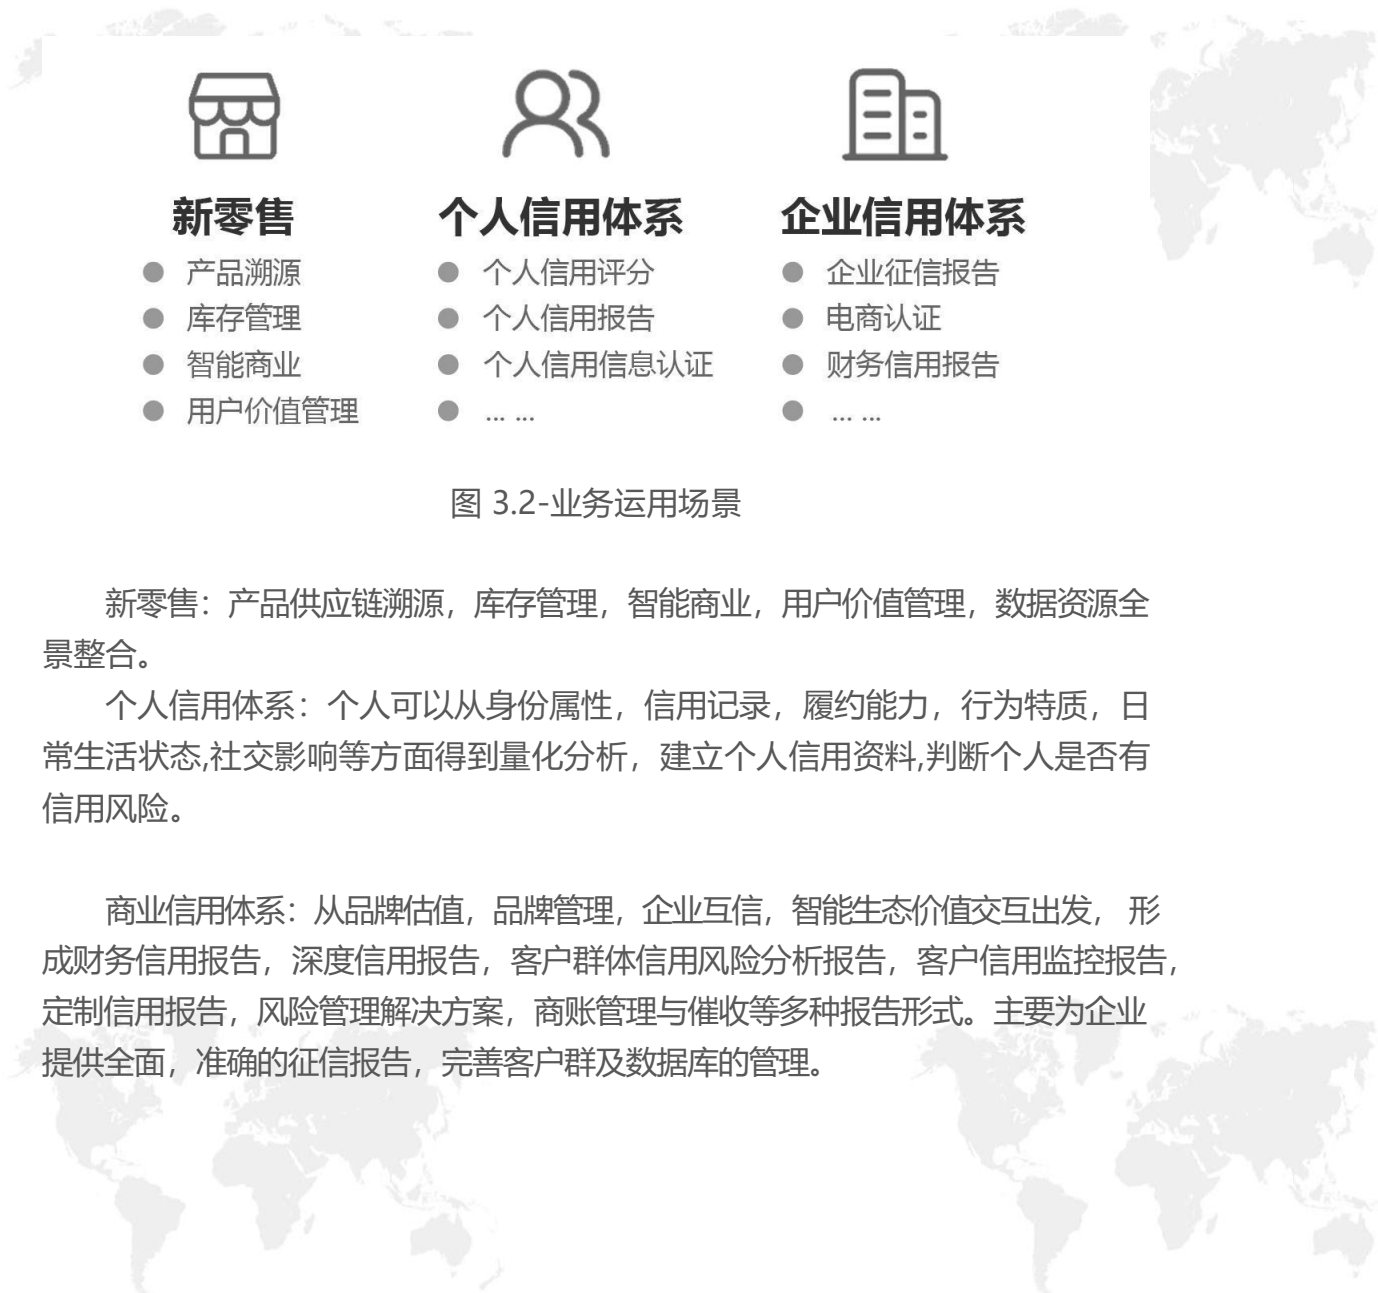 新零售 个人信用体系 企业信用体系
产品溯源 个人信用评分 企业征信报告
库存管理 个人信用报告 电商认证
智能商业 个人信用信息认证 财务信用报告
用户价值管理 ... ... ... ...
图 3.2-业务运用场景
新零售：产品供应链溯源，库存管理，智能商业，用户价值管理，数据资源全
景整合。
个人信用体系：个人可以从身份属性，信用记录，履约能力，行为特质，日
常生活状态,社交影响等方面得到量化分析，建立个人信用资料,判断个人是否有
信用风险。
商业信用体系：从品牌估值，品牌管理，企业互信，智能生态价值交互出发， 形
成财务信用报告，深度信用报告，客户群体信用风险分析报告，客户信用监控报告，
定制信用报告，风险管理解决方案，商账管理与催收等多种报告形式。主要为企业
提供全面，准确的征信报告，完善客户群及数据库的管理。